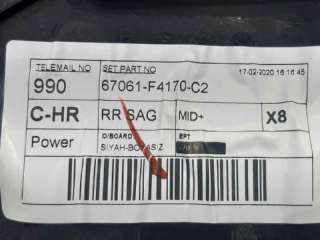 TELEMAIL NO SET PART NO 17-02-2020 16:16:45
990 67061-F4170-C2
C-HR RR SAG MID+ X8
Power D/BOARD EPT
SIYAH-BOYASIZ